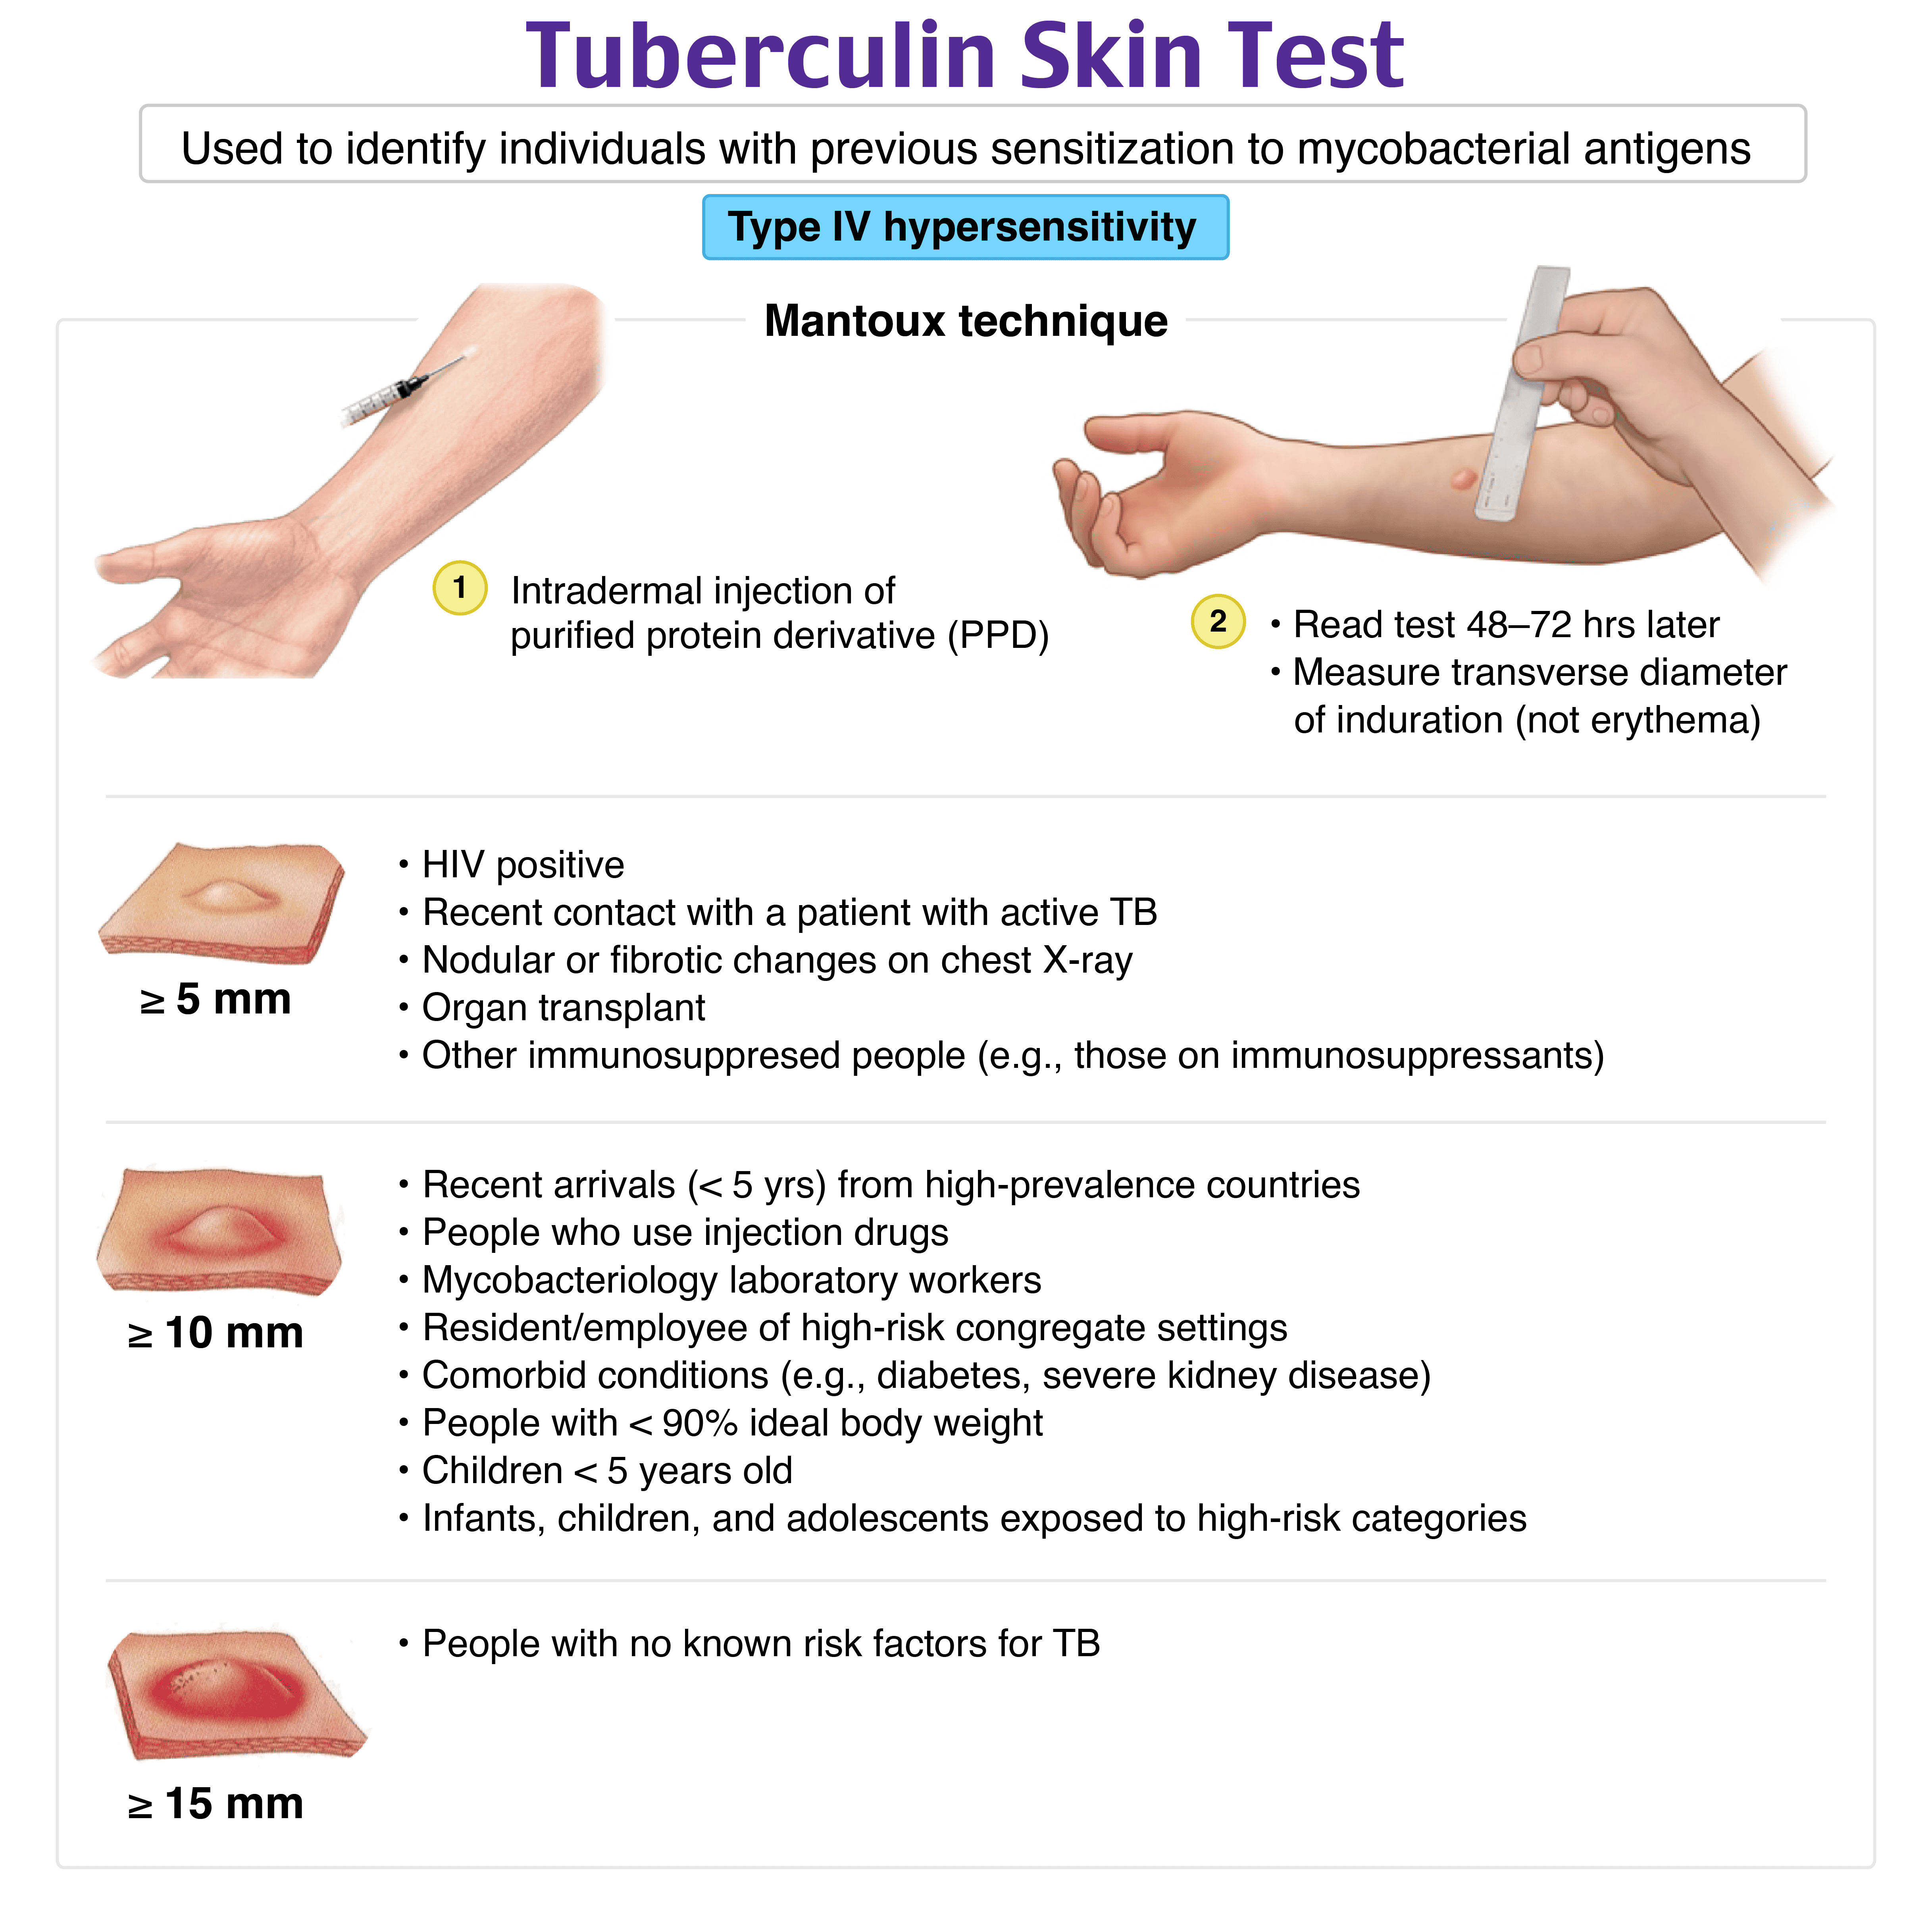 Tuberculin Skin Test
Used to identify individuals with previous sensitization to mycobacterial antigens
Type IV hypersensitivity
Mantoux technique
1
Intradermal injection of
purified protein derivative (PPD)
2
• Read test 48–72 hrs later
• Measure transverse diameter
of induration (not erythema)
≥ 5 mm
• HIV positive
• Recent contact with a patient with active TB
• Nodular or fibrotic changes on chest X-ray
• Organ transplant
• Other immunosuppresed people (e.g., those on immunosuppressants)
≥ 10 mm
• Recent arrivals (< 5 yrs) from high-prevalence countries
• People who use injection drugs
• Mycobacteriology laboratory workers
• Resident/employee of high-risk congregate settings
• Comorbid conditions (e.g., diabetes, severe kidney disease)
• People with < 90% ideal body weight
• Children < 5 years old
• Infants, children, and adolescents exposed to high-risk categories
≥ 15 mm
• People with no known risk factors for TB